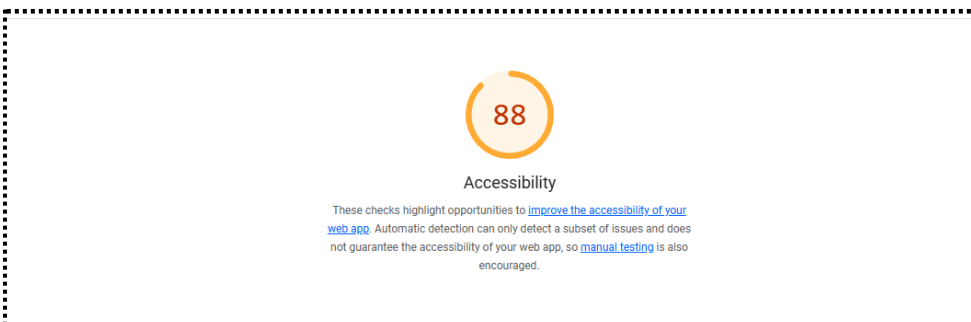 88
Accessibility
These checks highlight opportunities to improve the accessibility of your
web app. Automatic detection can only detect a subset of issues and does
not guarantee the accessibility of your web app, so manual testing is also
encouraged.